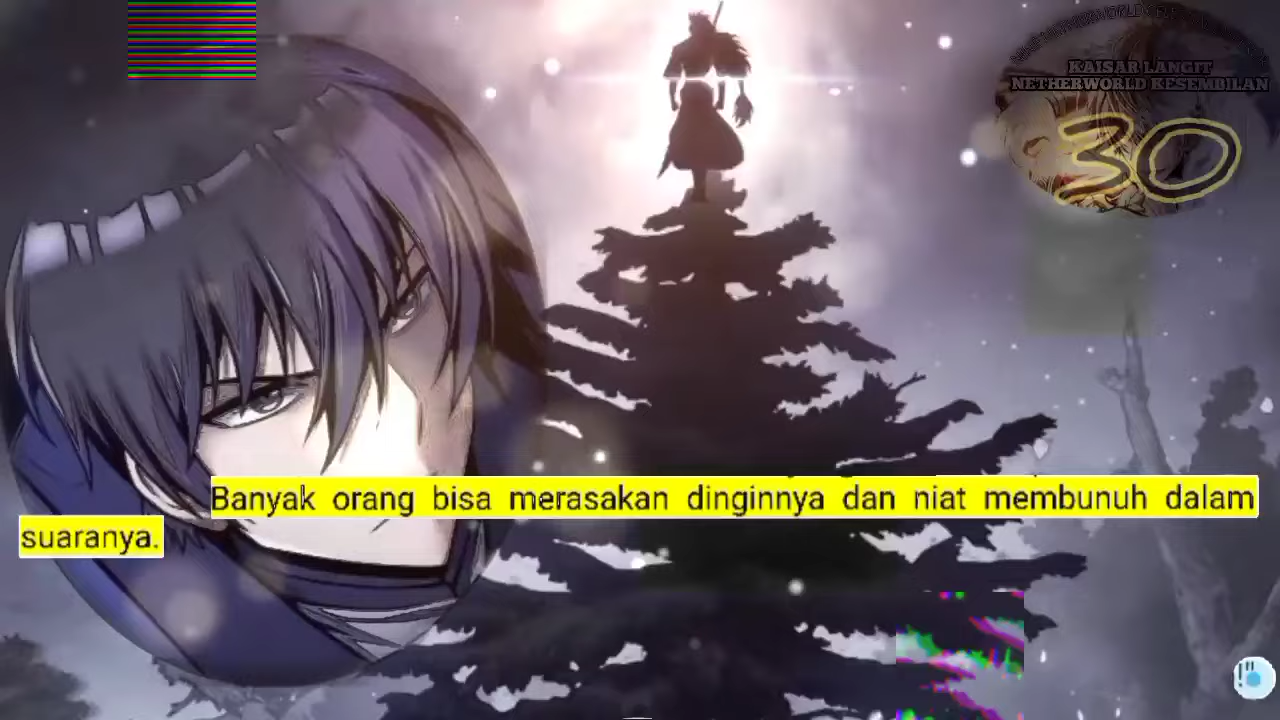 KAISAR LANGIT
NETHERWORLD KESEMBILAN
30
Banyak orang bisa merasakan dinginnya dan niat membunuh dalam
suaranya.